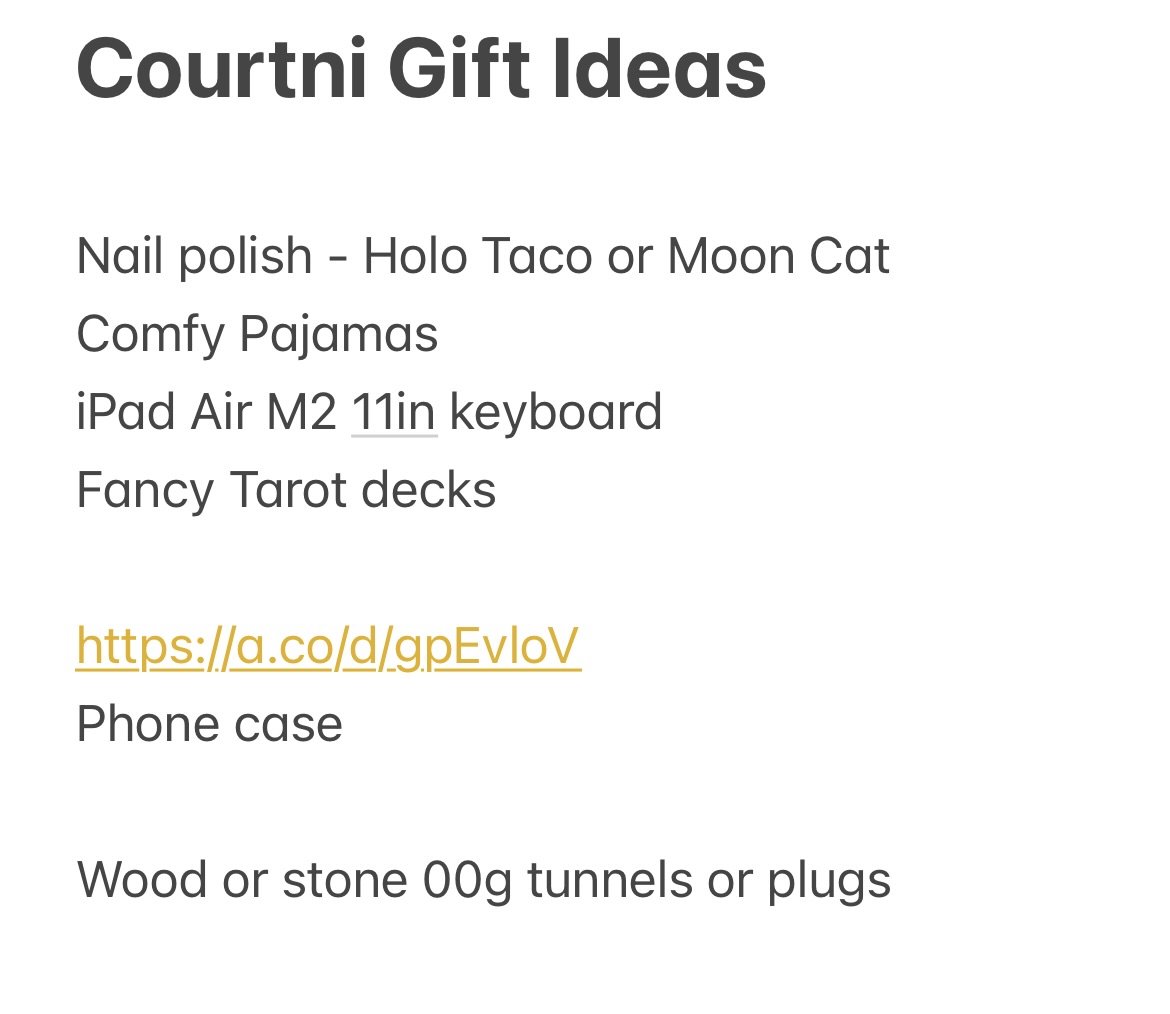 Courtni Gift Ideas
Nail polish - Holo Taco or Moon Cat
Comfy Pajamas
iPad Air M2 11in keyboard
Fancy Tarot decks
https://a.co/d/gpEvloV
Phone case
Wood or stone 00g tunnels or plugs